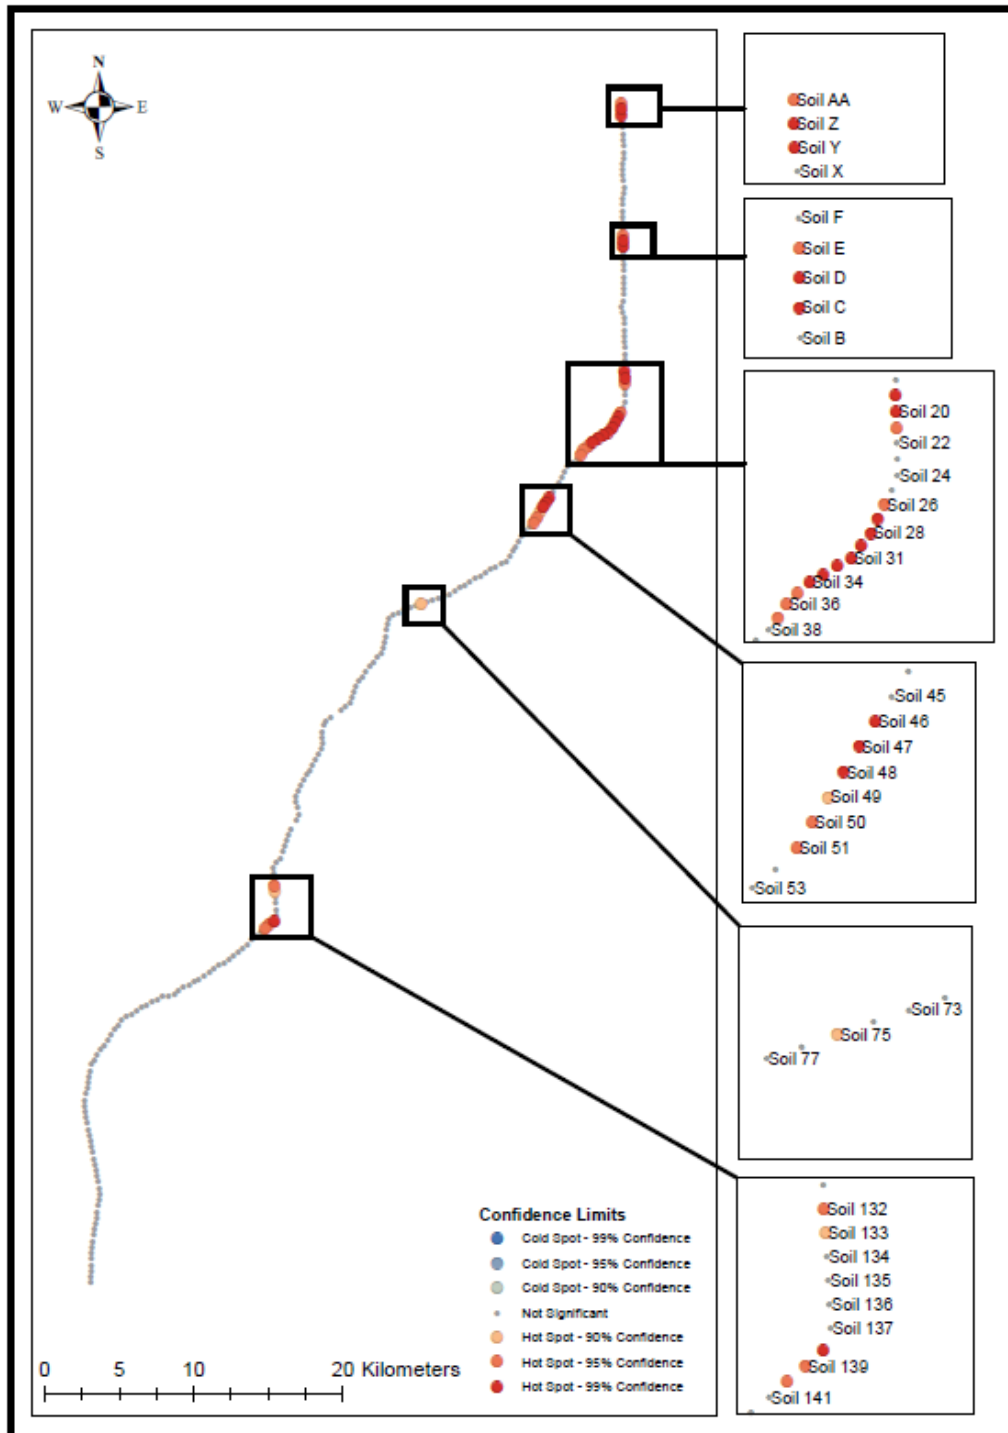 N
W E
S
Soil AA
Soil Z
Soil Y
Soil X
Soil F
Soil E
Soil D
Soil C
Soil B
Soil 20
Soil 22
Soil 24
Soil 26
Soil 28
Soil 31
Soil 34
Soil 36
Soil 38
Soil 45
Soil 46
Soil 47
Soil 48
Soil 49
Soil 50
Soil 51
Soil 53
Soil 73
Soil 75
Soil 77
Soil 132
Soil 133
Soil 134
Soil 135
Soil 136
Soil 137
Soil 139
Soil 141
Confidence Limits
Cold Spot - 99% Confidence
Cold Spot - 95% Confidence
Cold Spot - 90% Confidence
Not Significant
Hot Spot - 90% Confidence
Hot Spot - 95% Confidence
Hot Spot - 99% Confidence
0 5 10 20 Kilometers